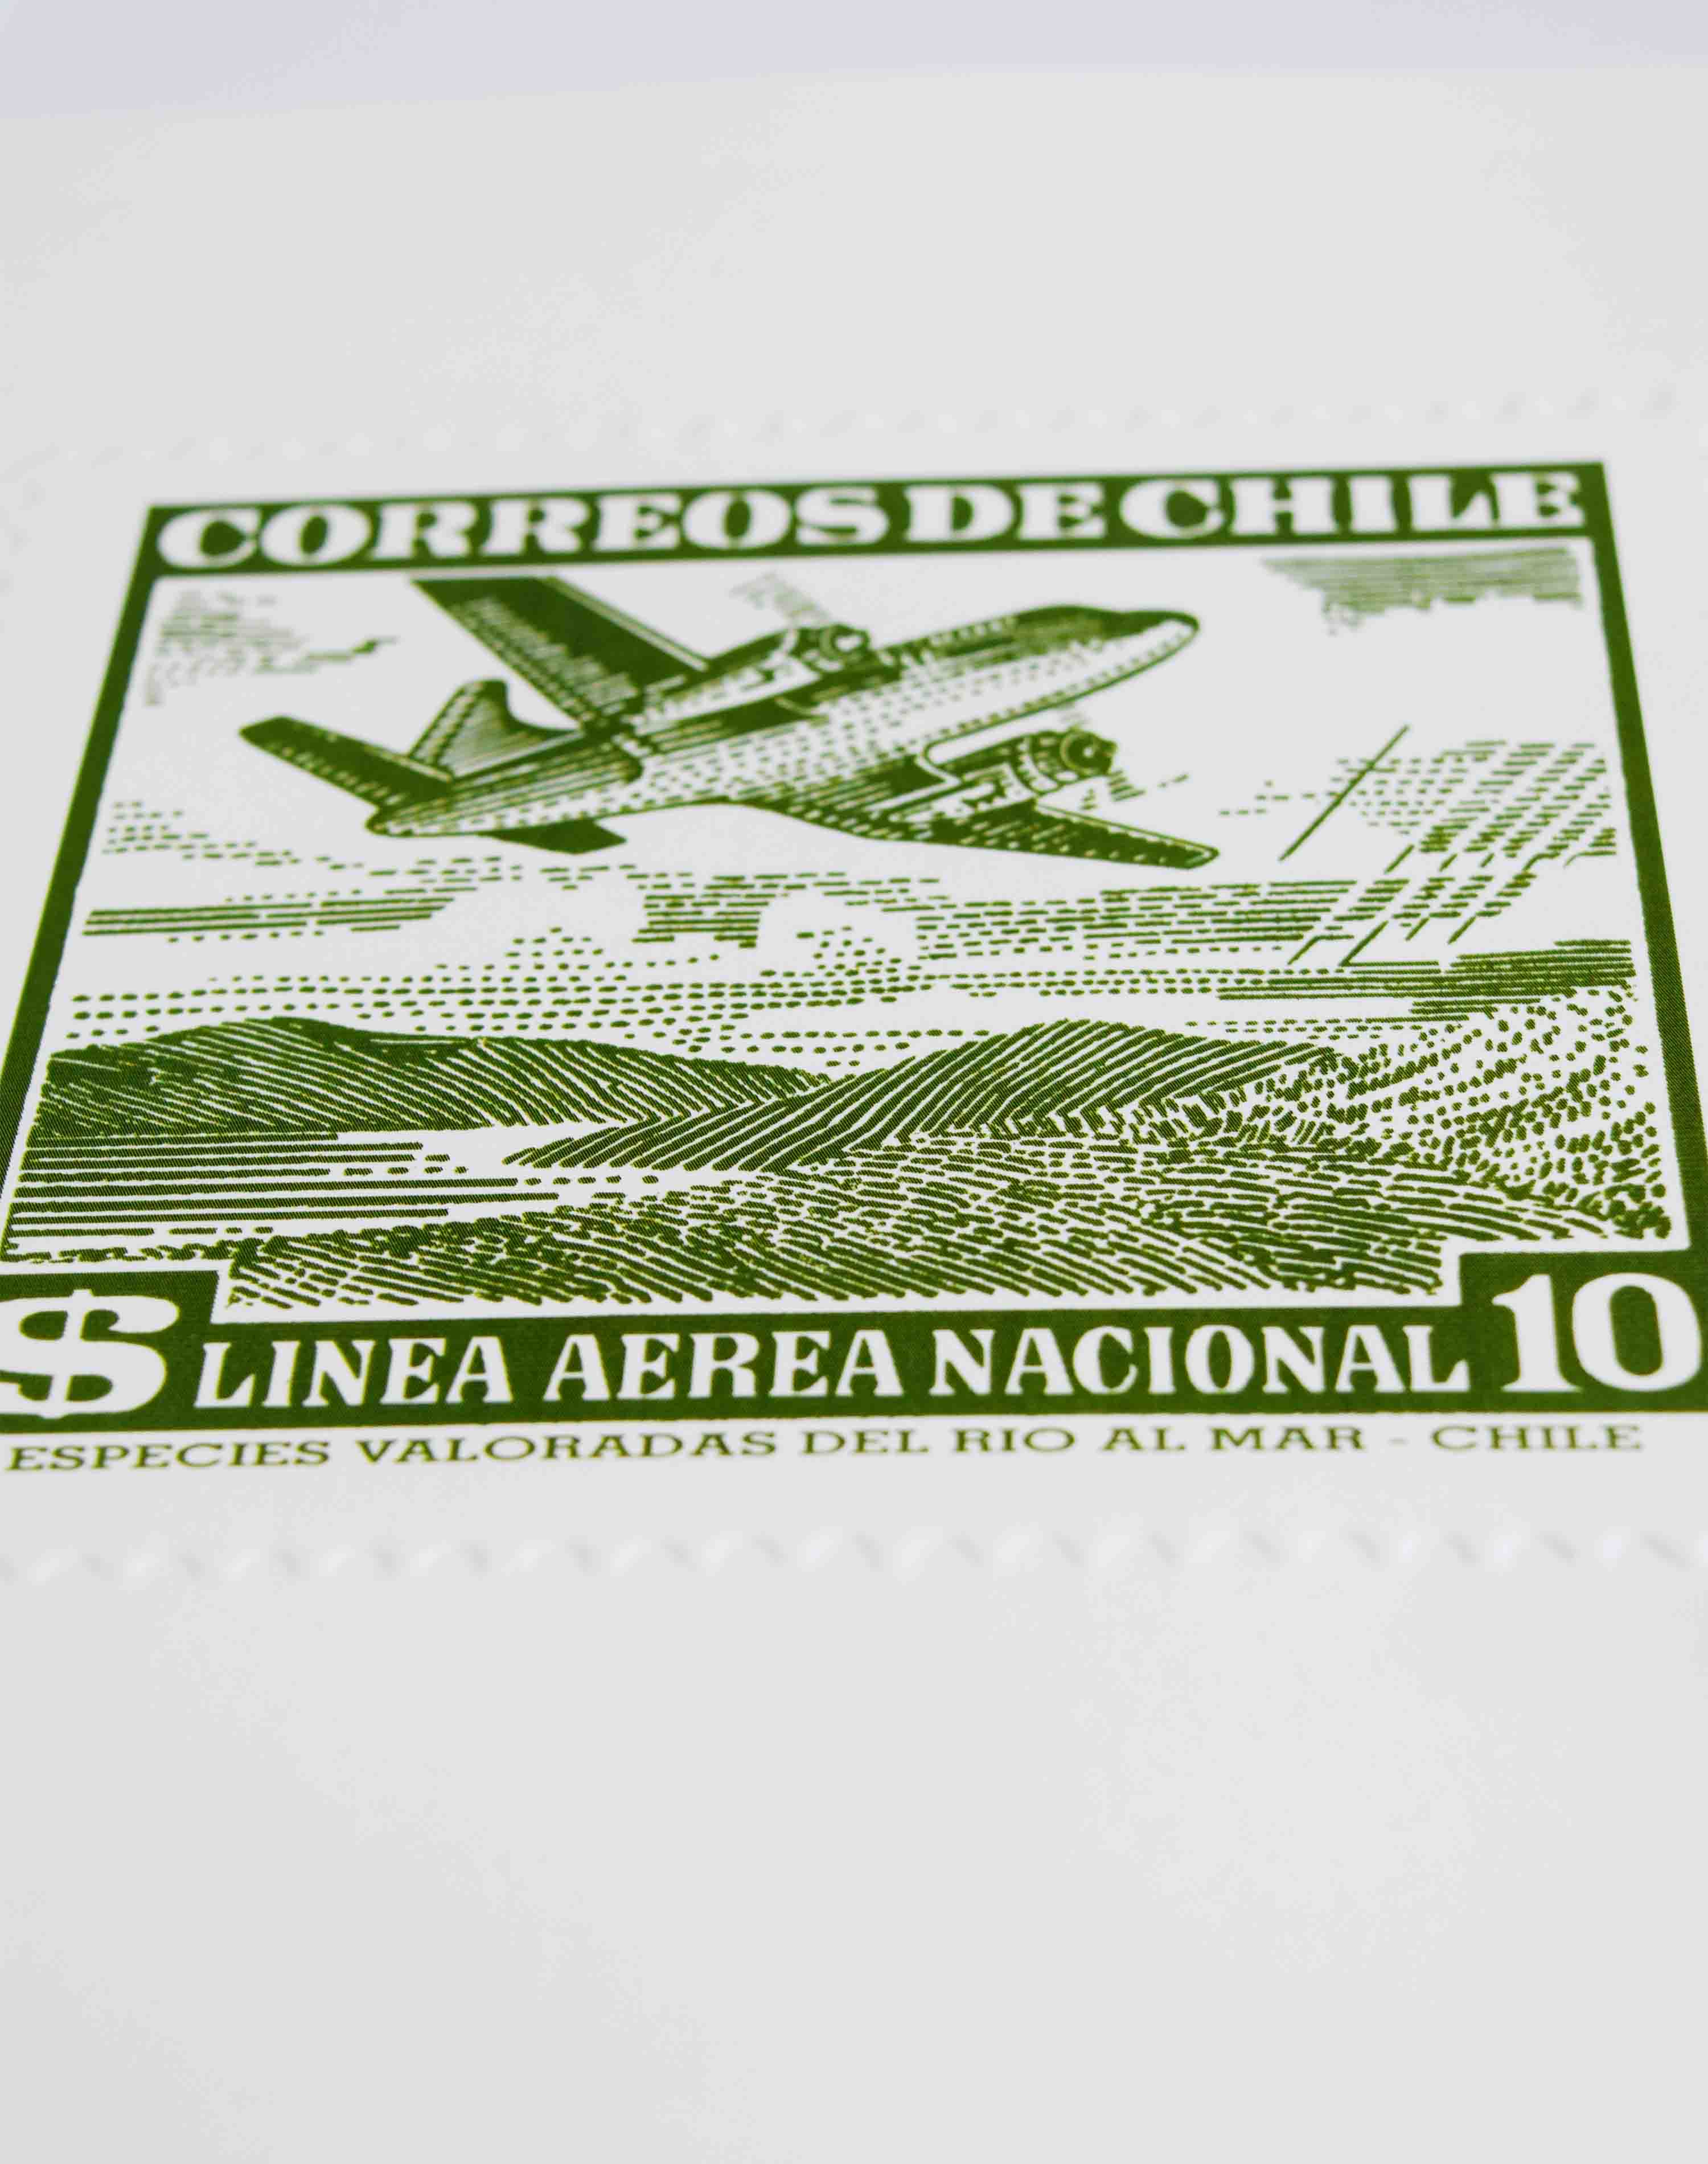 CORREOS DE CHILE
$ LINEA AEREA NACIONAL 10
ESPECIES VALORADAS DEL RIO AL MAR - CHILE